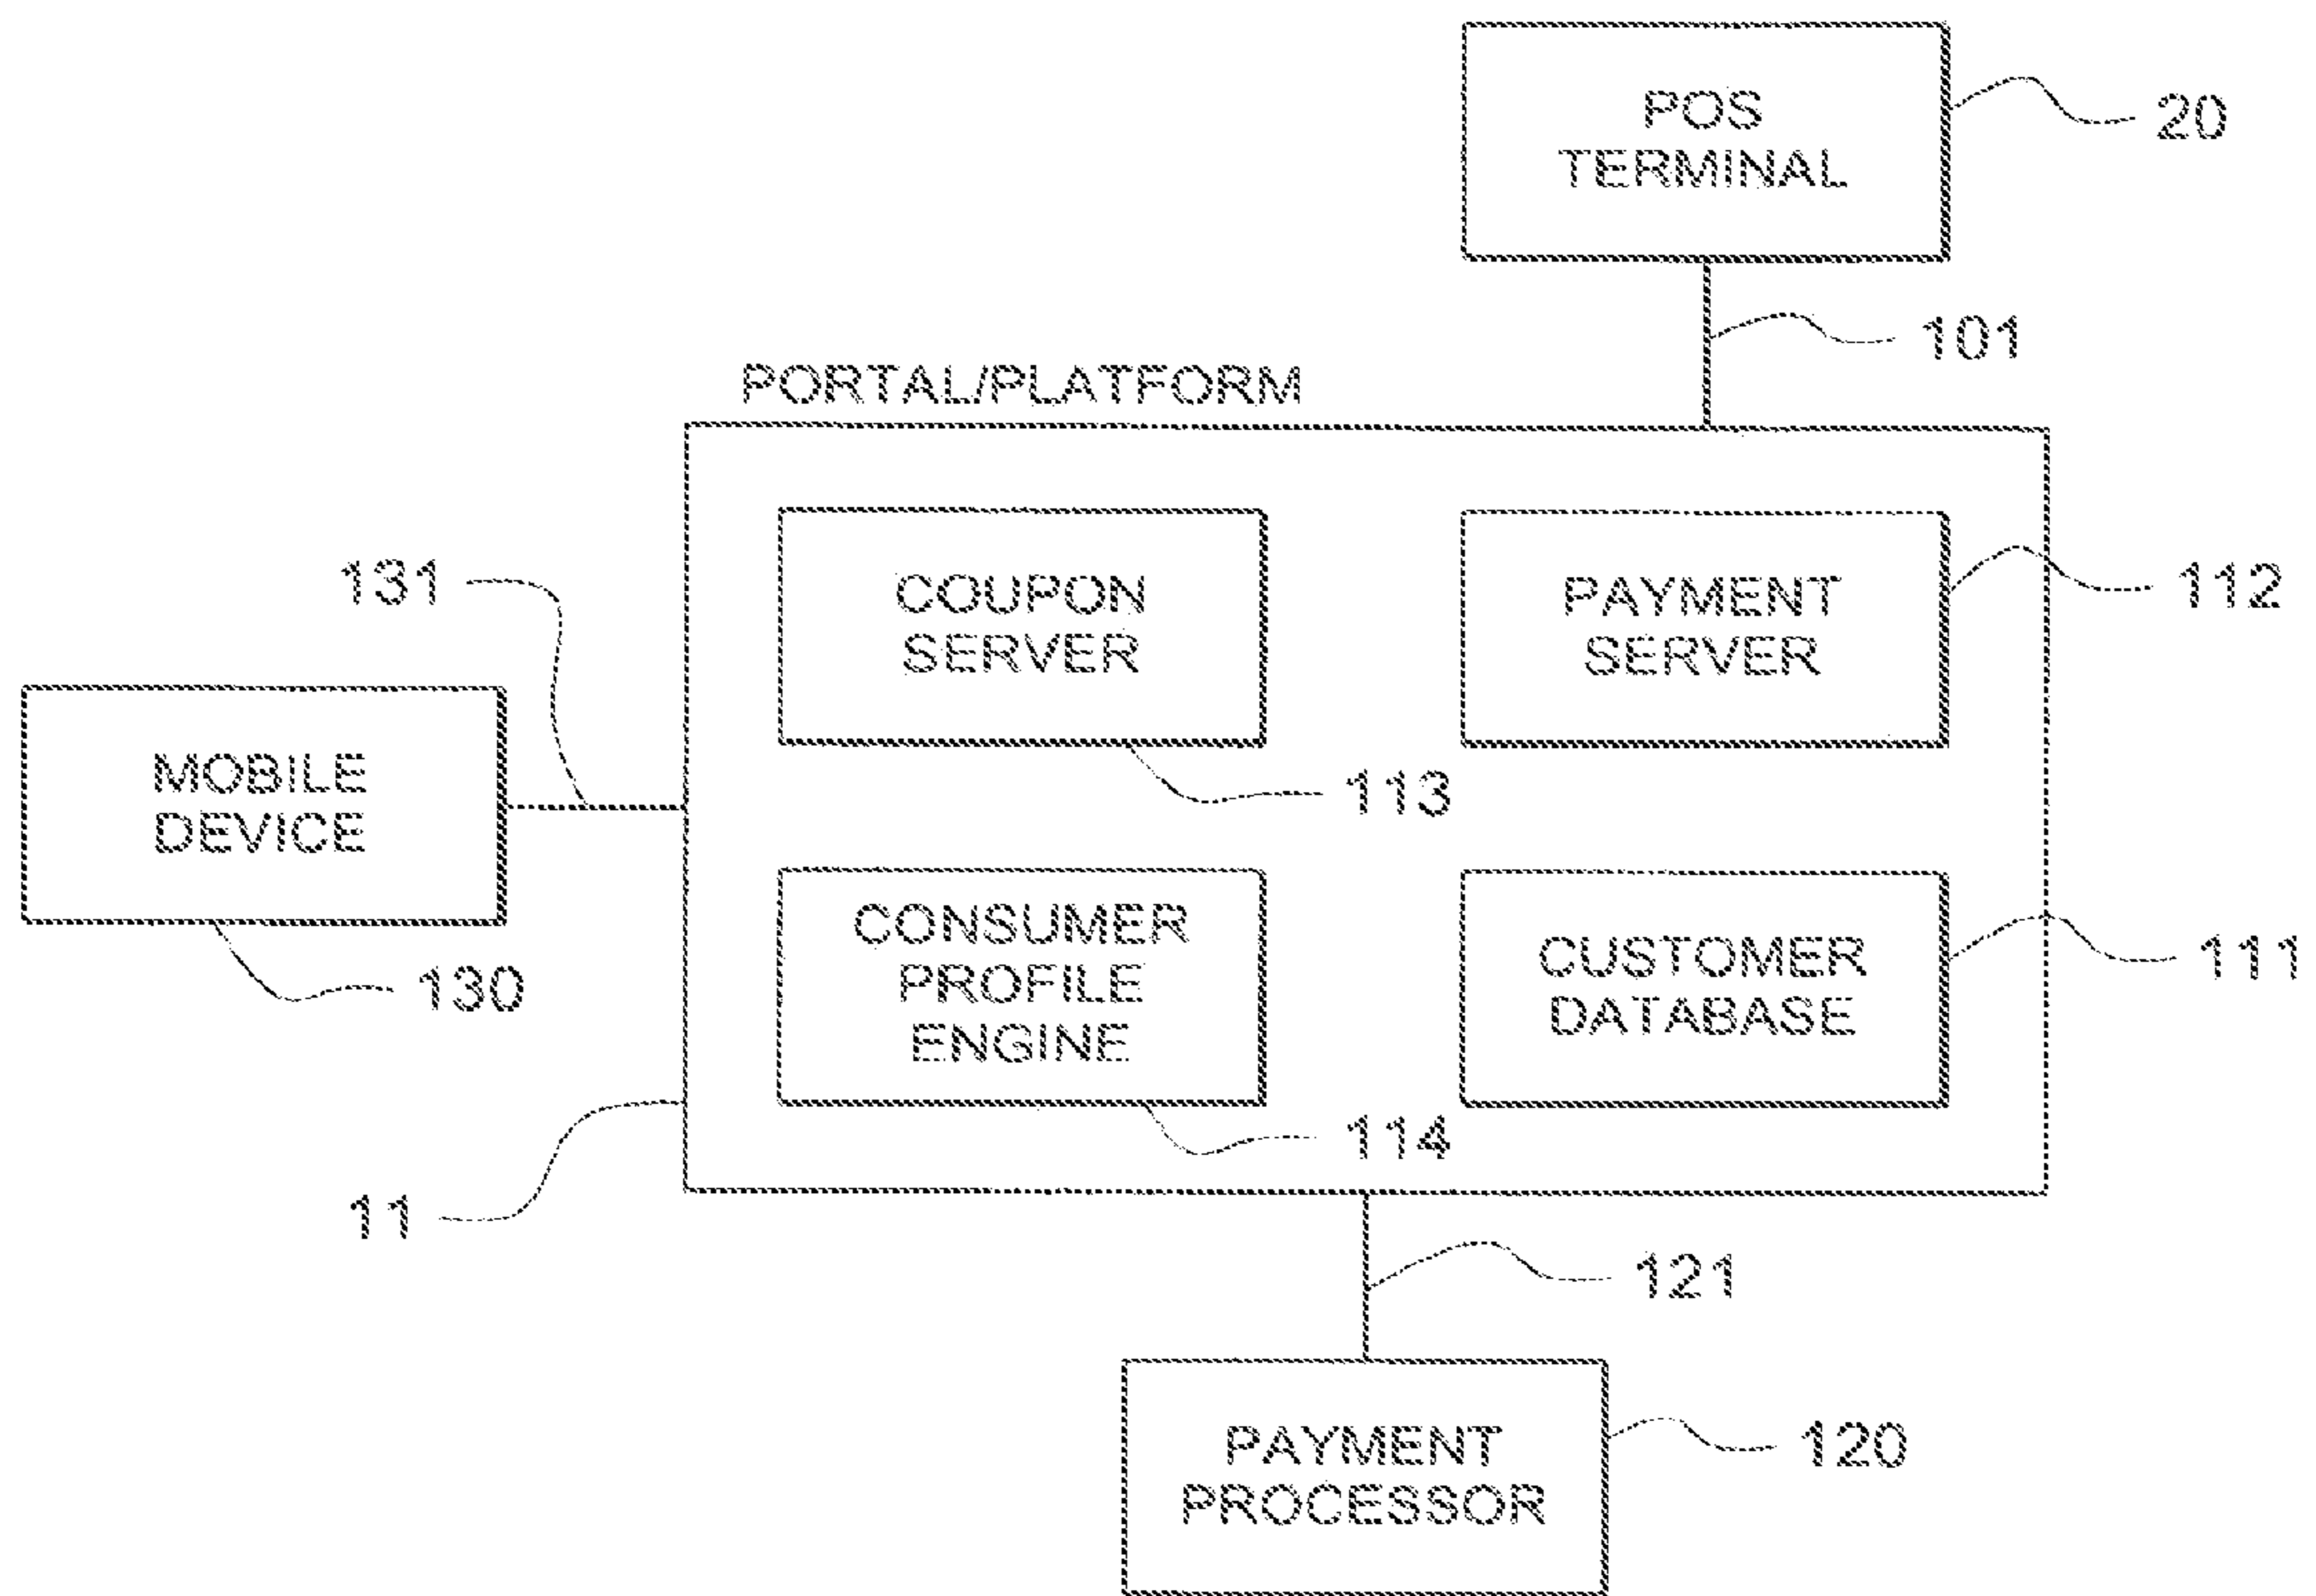 POS
TERMINAL
20
101
PORTAL/PLATFORM
COUPON
SERVER
PAYMENT
SERVER
112
131
113
MOBILE
DEVICE
130
CONSUMER
PROFILE
ENGINE
CUSTOMER
DATABASE
111
114
11
121
PAYMENT
PROCESSOR
120